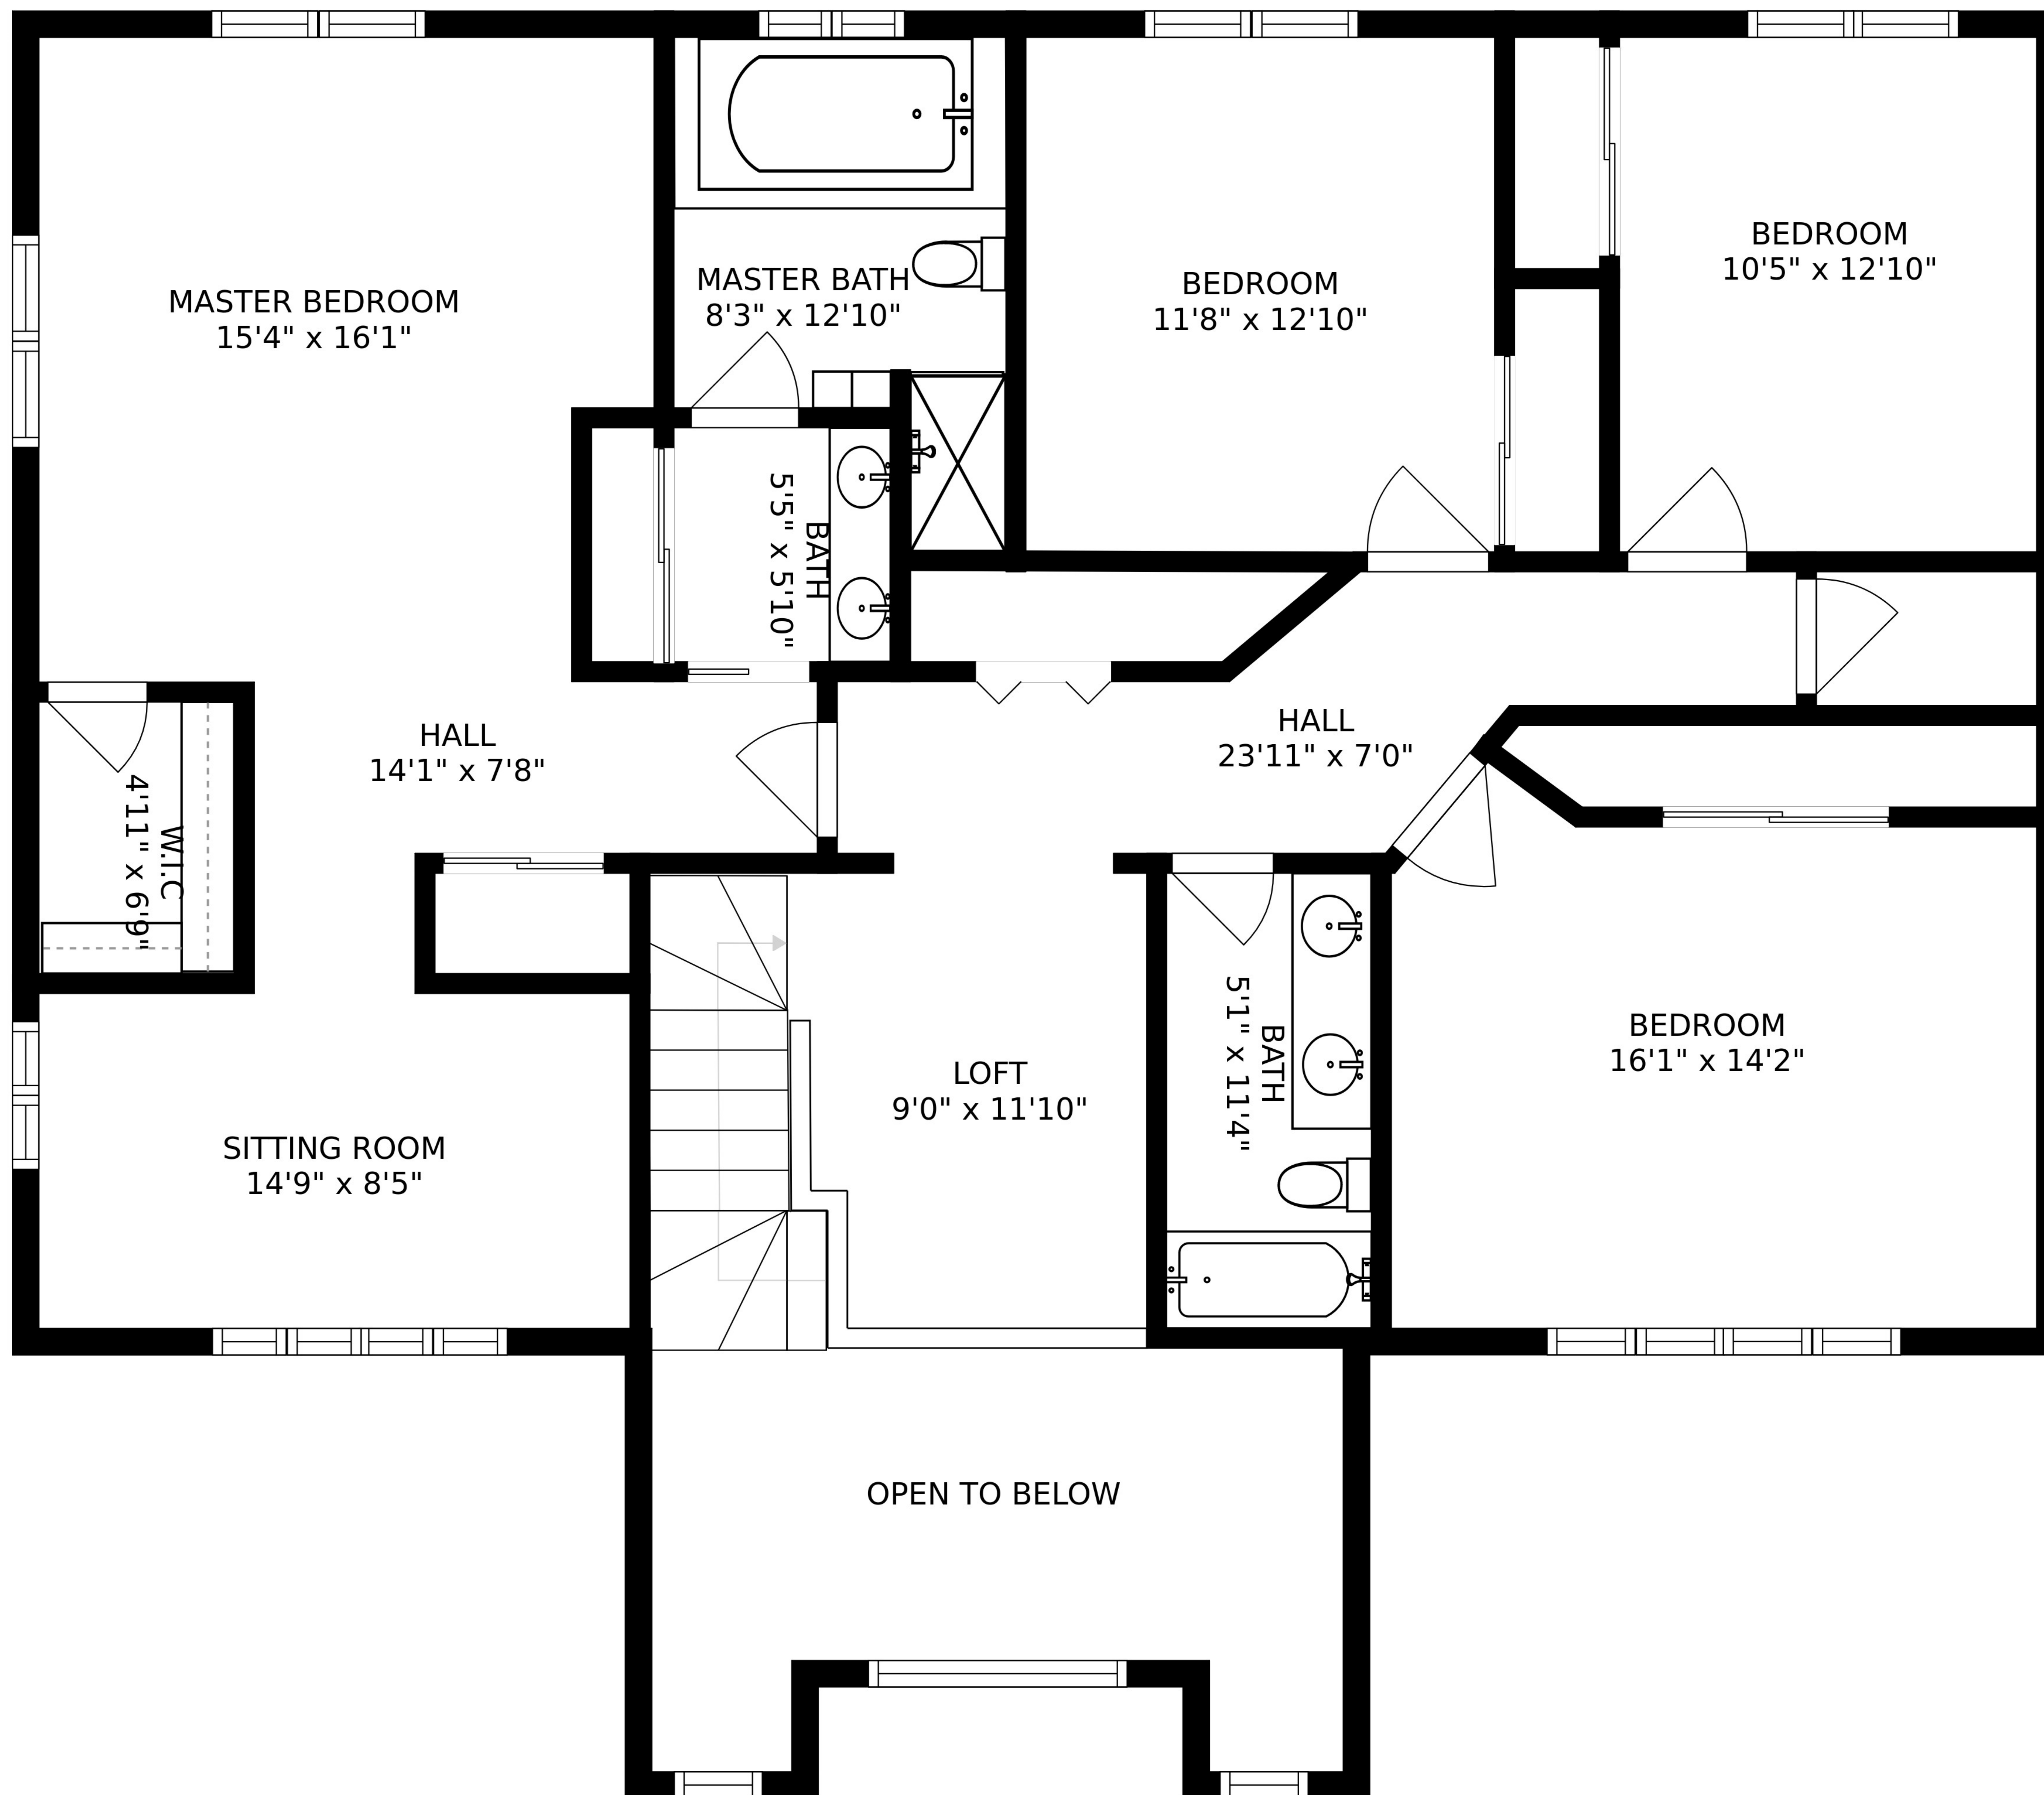 MASTER BEDROOM
15'4" x 16'1"
MASTER BATH
8'3" x 12'10"
BEDROOM
11'8" x 12'10"
BEDROOM
10'5" x 12'10"
BATH
5'5" x 5'10"
HALL
14'1" x 7'8"
HALL
23'11" x 7'0"
W.I.C
4'11" x 6'9"
SITTING ROOM
14'9" x 8'5"
LOFT
9'0" x 11'10"
BATH
5'1" x 11'4"
BEDROOM
16'1" x 14'2"
OPEN TO BELOW